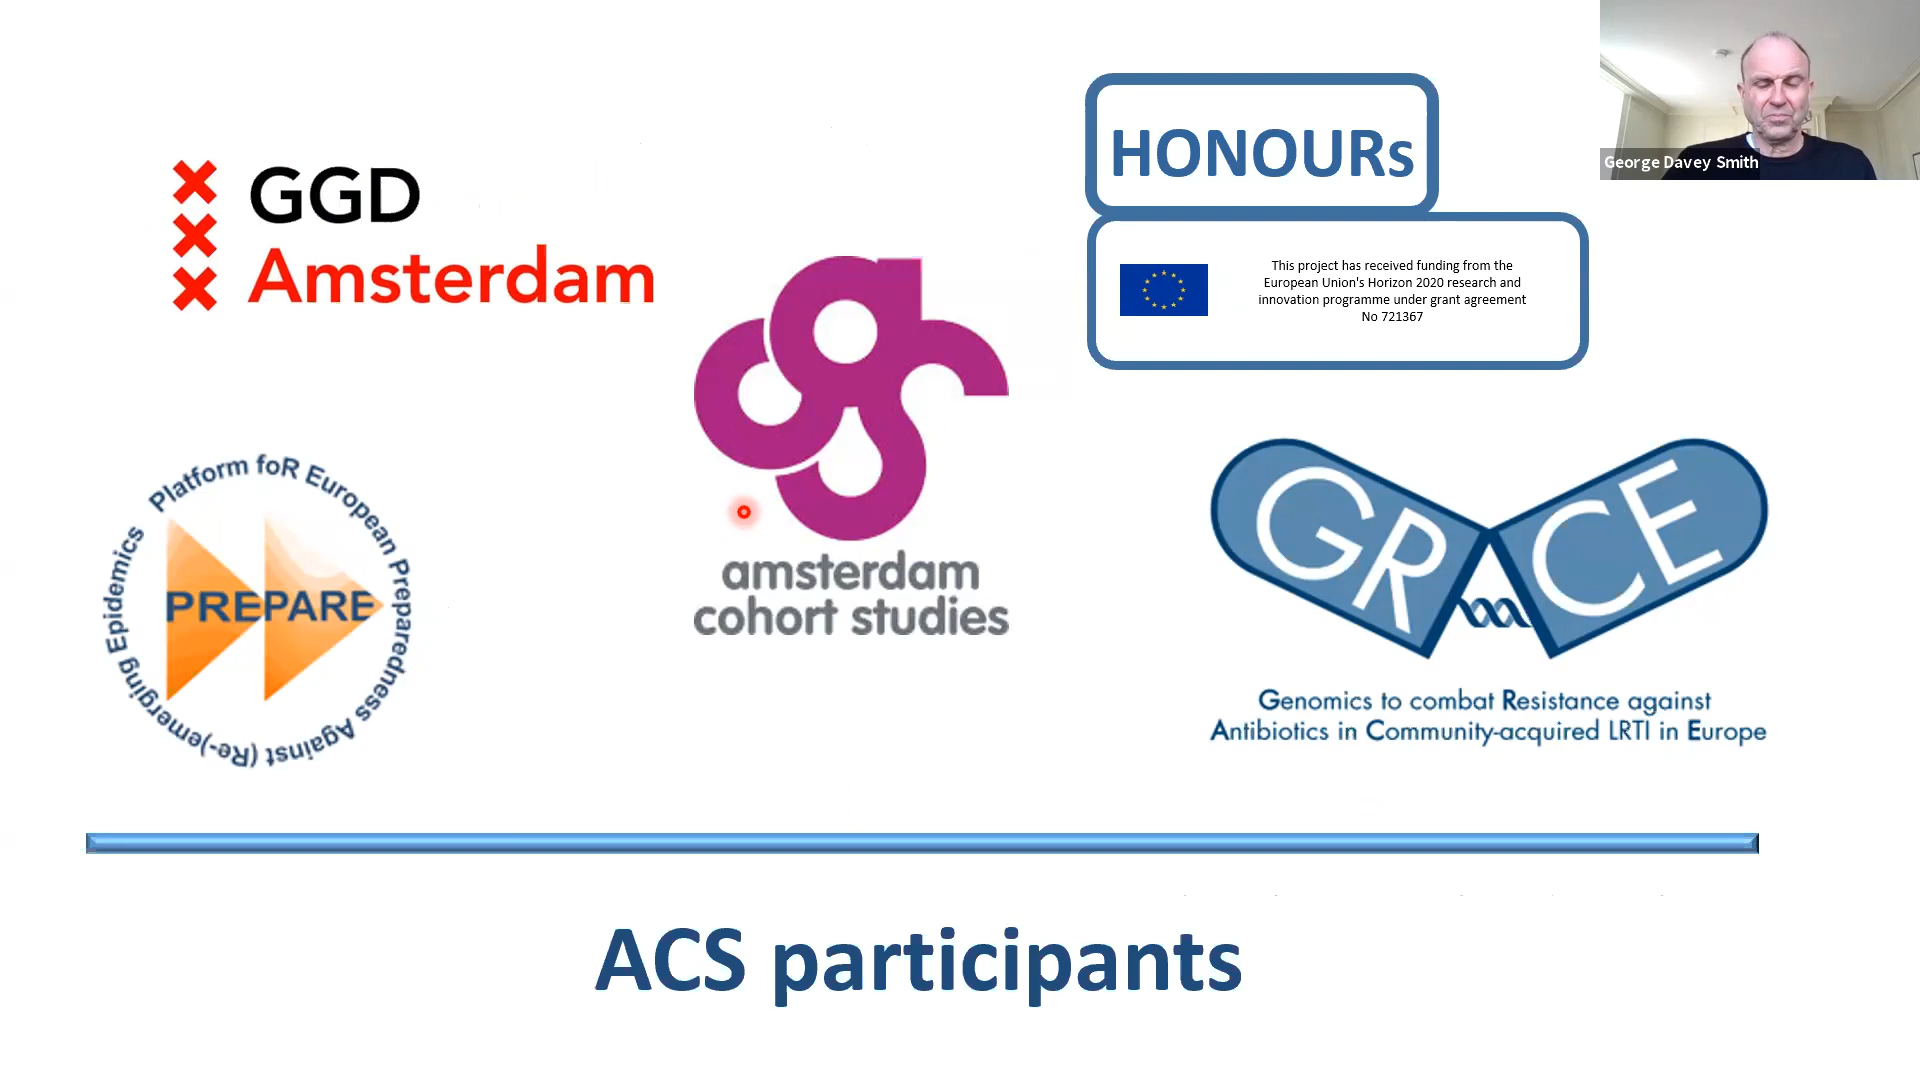 George Davey Smith
HONOURs
GGD
Amsterdam
This project has received funding from the
European Union's Horizon 2020 research and
innovation programme under grant agreement
No 721367
acs
amsterdam
cohort studies
Platform foR European Preparedness Against (Re-)emerging Epidemics
PREPARE
GRACE
Genomics to combat Resistance against
Antibiotics in Community-acquired LRTI in Europe
ACS participants